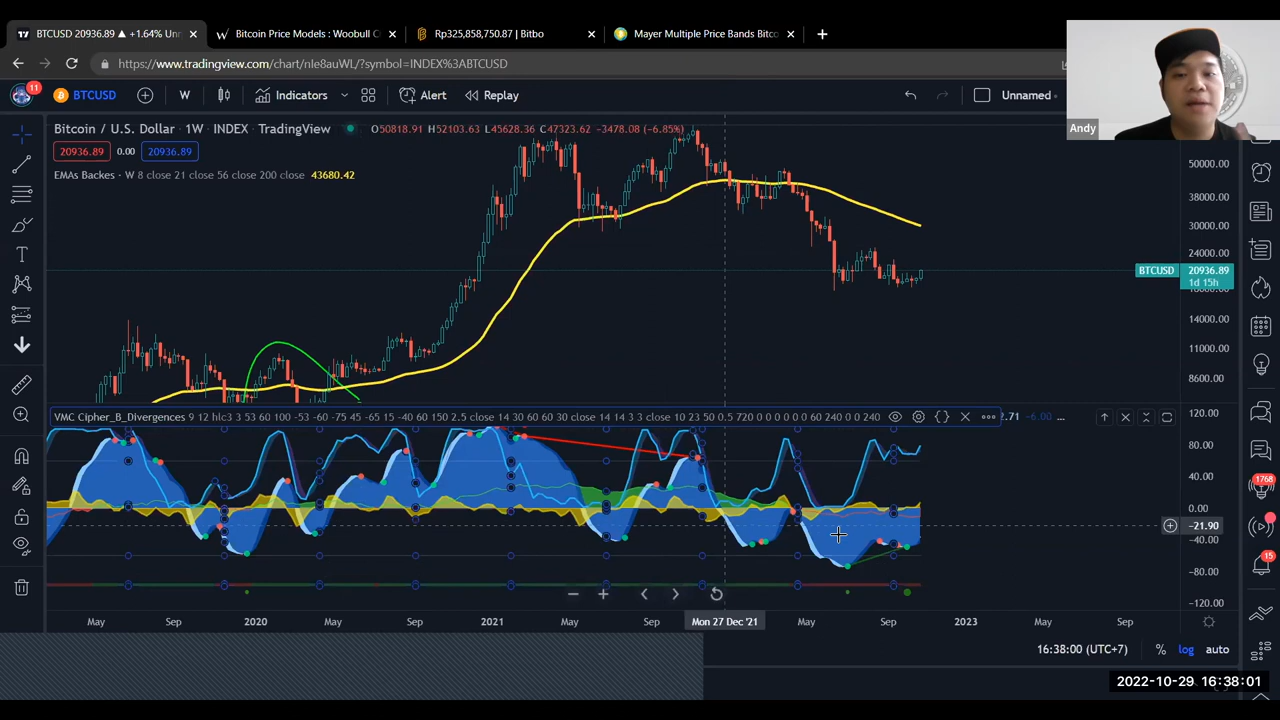 BTCUSD 20936.89 ▲ +1.64% Unn
Bitcoin Price Models : Woobull C
Rp325,858,750.87 | Bitbo
Mayer Multiple Price Bands Bitco
https://www.tradingview.com/chart/nle8auWL/?symbol=INDEX%3ABTCUSD
11
BTCUSD
W
Indicators
Alert
Replay
Unnamed
Andy
Bitcoin / U.S. Dollar · 1W · INDEX · TradingView
O50818.91 H52103.63 L45628.36 C47323.62 −3478.08 (−6.85%)
20936.89 0.00 20936.89
EMAs Backes · W 8 close 21 close 56 close 200 close 43680.42
50000.00
38000.00
30000.00
24000.00
BTCUSD 20936.89
1d 15h
14000.00
11000.00
8600.00
VMC Cipher_B_Divergences 9 12 hlc3 3 53 60 100 -53 -60 -75 45 -65 15 -40 60 150 2.5 close 14 30 60 60 30 close 14 14 3 3 close 10 23 50 0.5 720 0 0 0 0 0 60 240 0 0 240
2.71 −6.00 ...
120.00
80.00
40.00
0.00
−21.90
−40.00
−80.00
−120.00
1768
15
May Sep 2020 May Sep 2021 May Sep Mon 27 Dec '21 May Sep 2023 May Sep
16:38:00 (UTC+7) % log auto
2022-10-29 16:38:01